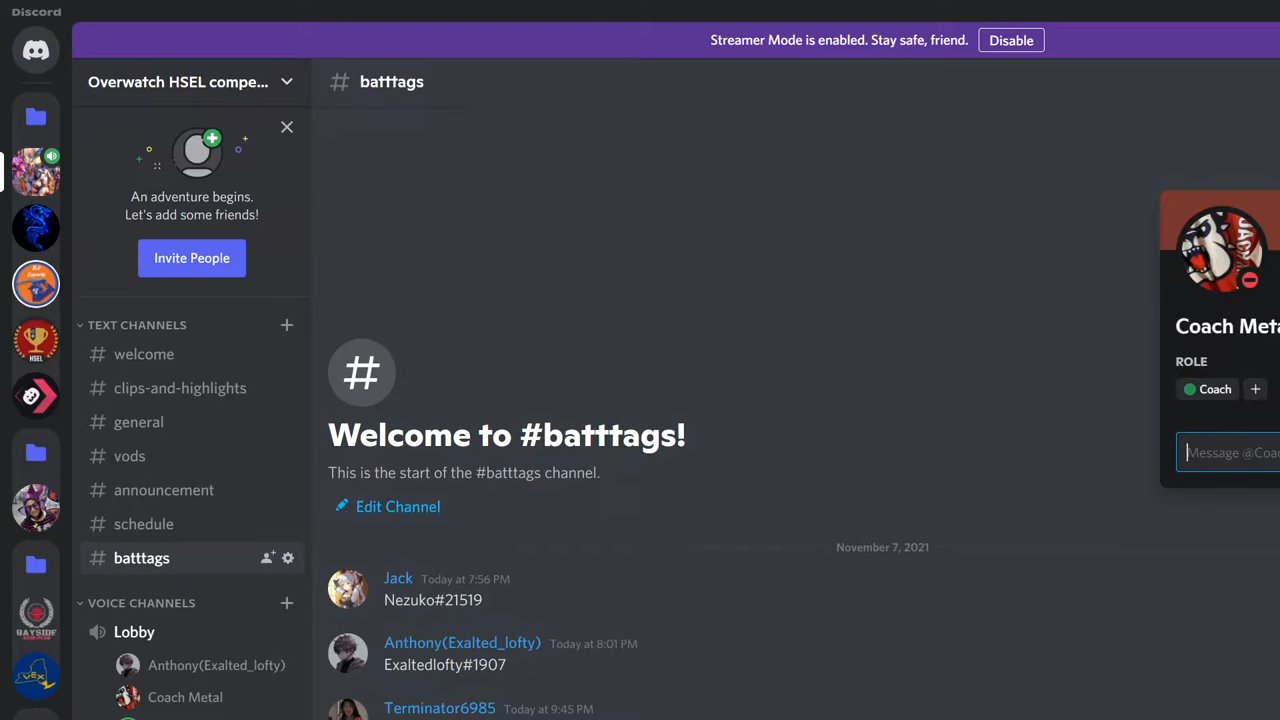 Discord
Streamer Mode is enabled. Stay safe, friend.
Disable
Overwatch HSEL compe...
batttags
An adventure begins.
Let's add some friends!
Invite People
TEXT CHANNELS
welcome
clips-and-highlights
general
vods
announcement
schedule
batttags
VOICE CHANNELS
Lobby
Anthony(Exalted_lofty)
Coach Metal
HSEL
BAYSIDE
VEX
#
Welcome to #batttags!
This is the start of the #batttags channel.
Edit Channel
November 7, 2021
Jack Today at 7:56 PM
Nezuko#21519
Anthony(Exalted_lofty) Today at 8:01 PM
Exaltedlofty#1907
Terminator6985 Today at 9:45 PM
Coach Meta
ROLE
Coach
Message @Coac